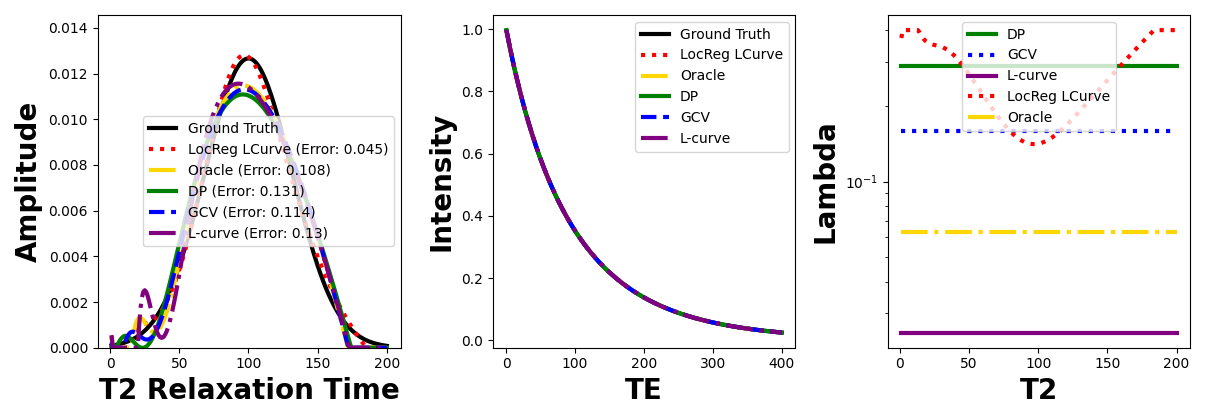 0.014
0.012
0.010
0.008
0.006
0.004
0.002
0.000
Amplitude
Ground Truth
LocReg LCurve (Error: 0.045)
Oracle (Error: 0.108)
DP (Error: 0.131)
GCV (Error: 0.114)
L-curve (Error: 0.13)
0 50 100 150 200
T2 Relaxation Time
1.0
0.8
0.6
0.4
0.2
0.0
Intensity
Ground Truth
LocReg LCurve
Oracle
DP
GCV
L-curve
0 100 200 300 400
TE
10⁻¹
Lambda
DP
GCV
L-curve
LocReg LCurve
Oracle
0 50 100 150 200
T2